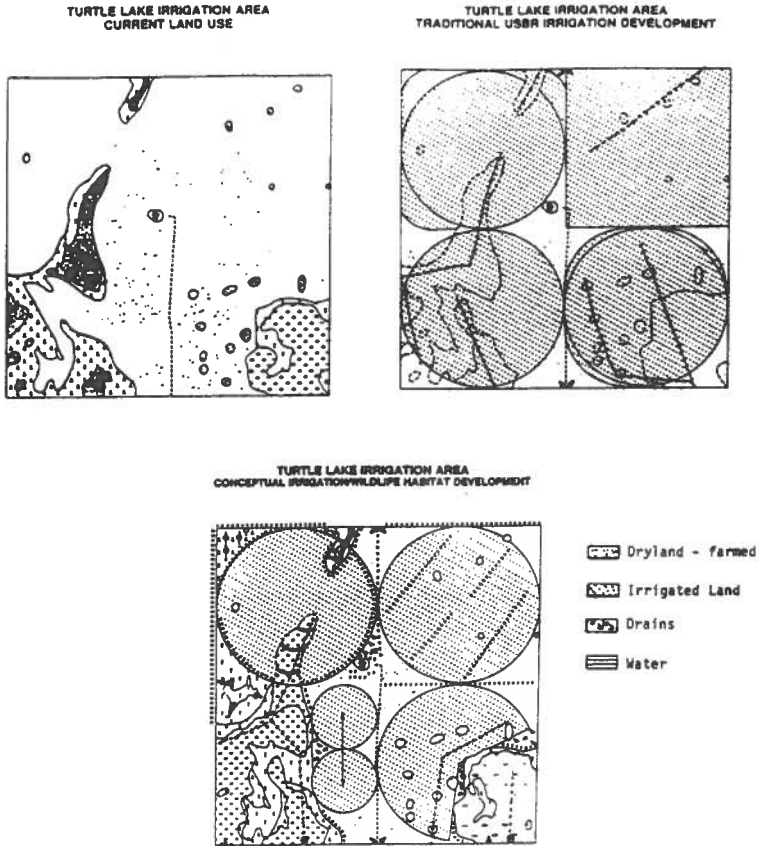 TURTLE LAKE IRRIGATION AREA
CURRENT LAND USE
TURTLE LAKE IRRIGATION AREA
TRADITIONAL USBR IRRIGATION DEVELOPMENT
TURTLE LAKE IRRIGATION AREA
CONCEPTUAL IRRIGATION/WILDLIFE HABITAT DEVELOPMENT
Dryland - farmed
Irrigated Land
Drains
Water